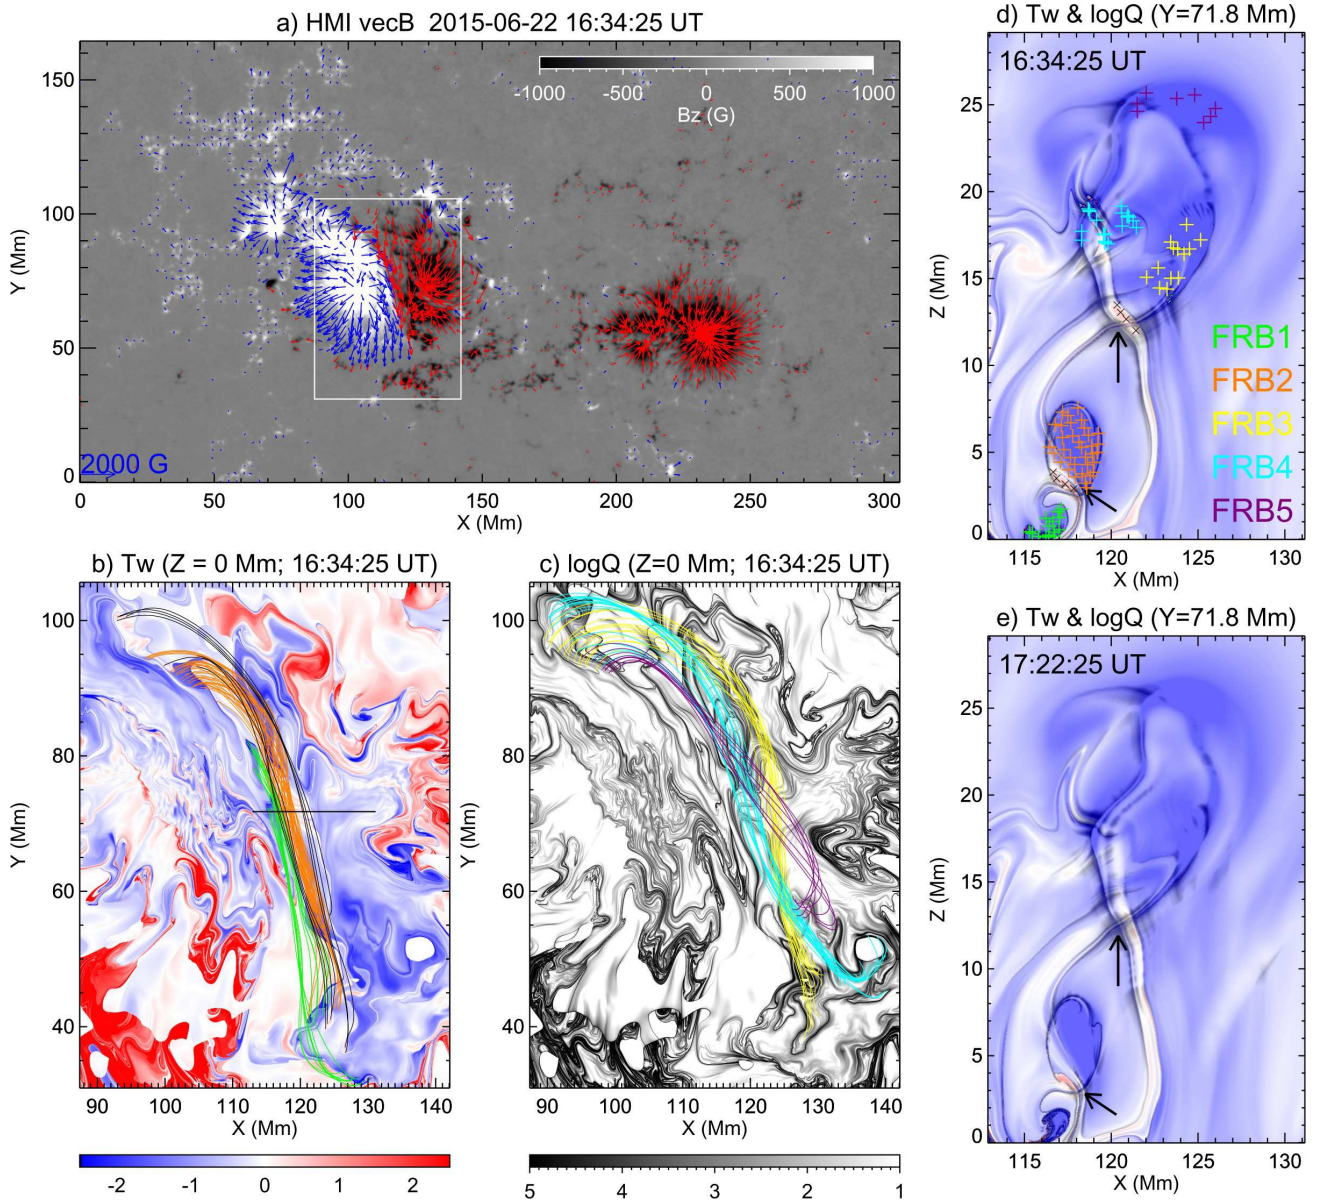 a) HMI vecB 2015-06-22 16:34:25 UT
-1000 -500 0 500 1000
Bz (G)
150
100
50
0
Y (Mm)
2000 G
0 50 100 150 200 250 300
X (Mm)
b) Tw (Z = 0 Mm; 16:34:25 UT)
100
80
60
40
Y (Mm)
90 100 110 120 130 140
X (Mm)
-2 -1 0 1 2
c) logQ (Z=0 Mm; 16:34:25 UT)
100
80
60
40
Y (Mm)
90 100 110 120 130 140
X (Mm)
5 4 3 2 1
d) Tw & logQ (Y=71.8 Mm)
16:34:25 UT
25
20
15
10
5
0
Z (Mm)
FRB1
FRB2
FRB3
FRB4
FRB5
115 120 125 130
X (Mm)
e) Tw & logQ (Y=71.8 Mm)
17:22:25 UT
25
20
15
10
5
0
Z (Mm)
115 120 125 130
X (Mm)